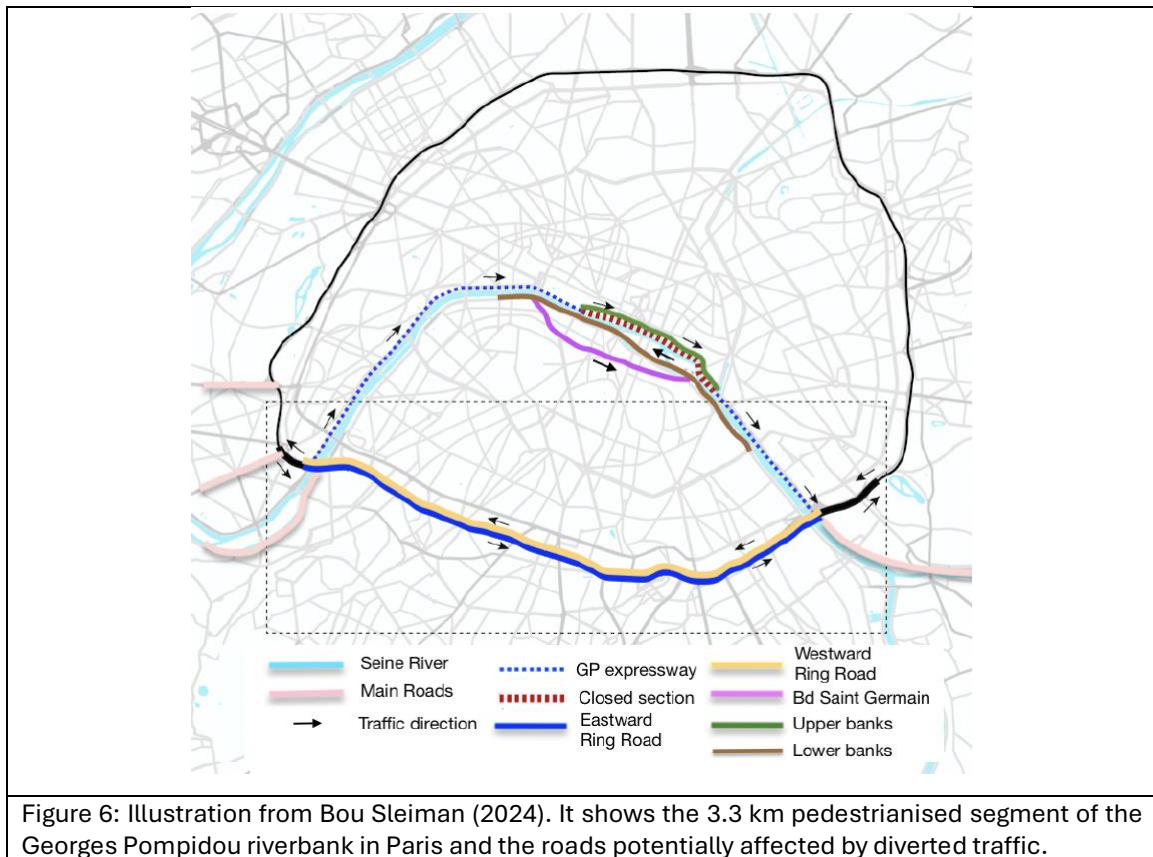 Seine River
Main Roads
Traffic direction
GP expressway
Closed section
Eastward
Ring Road
Westward
Ring Road
Bd Saint Germain
Upper banks
Lower banks
Figure 6: Illustration from Bou Sleiman (2024). It shows the 3.3 km pedestrianised segment of the
Georges Pompidou riverbank in Paris and the roads potentially affected by diverted traffic.